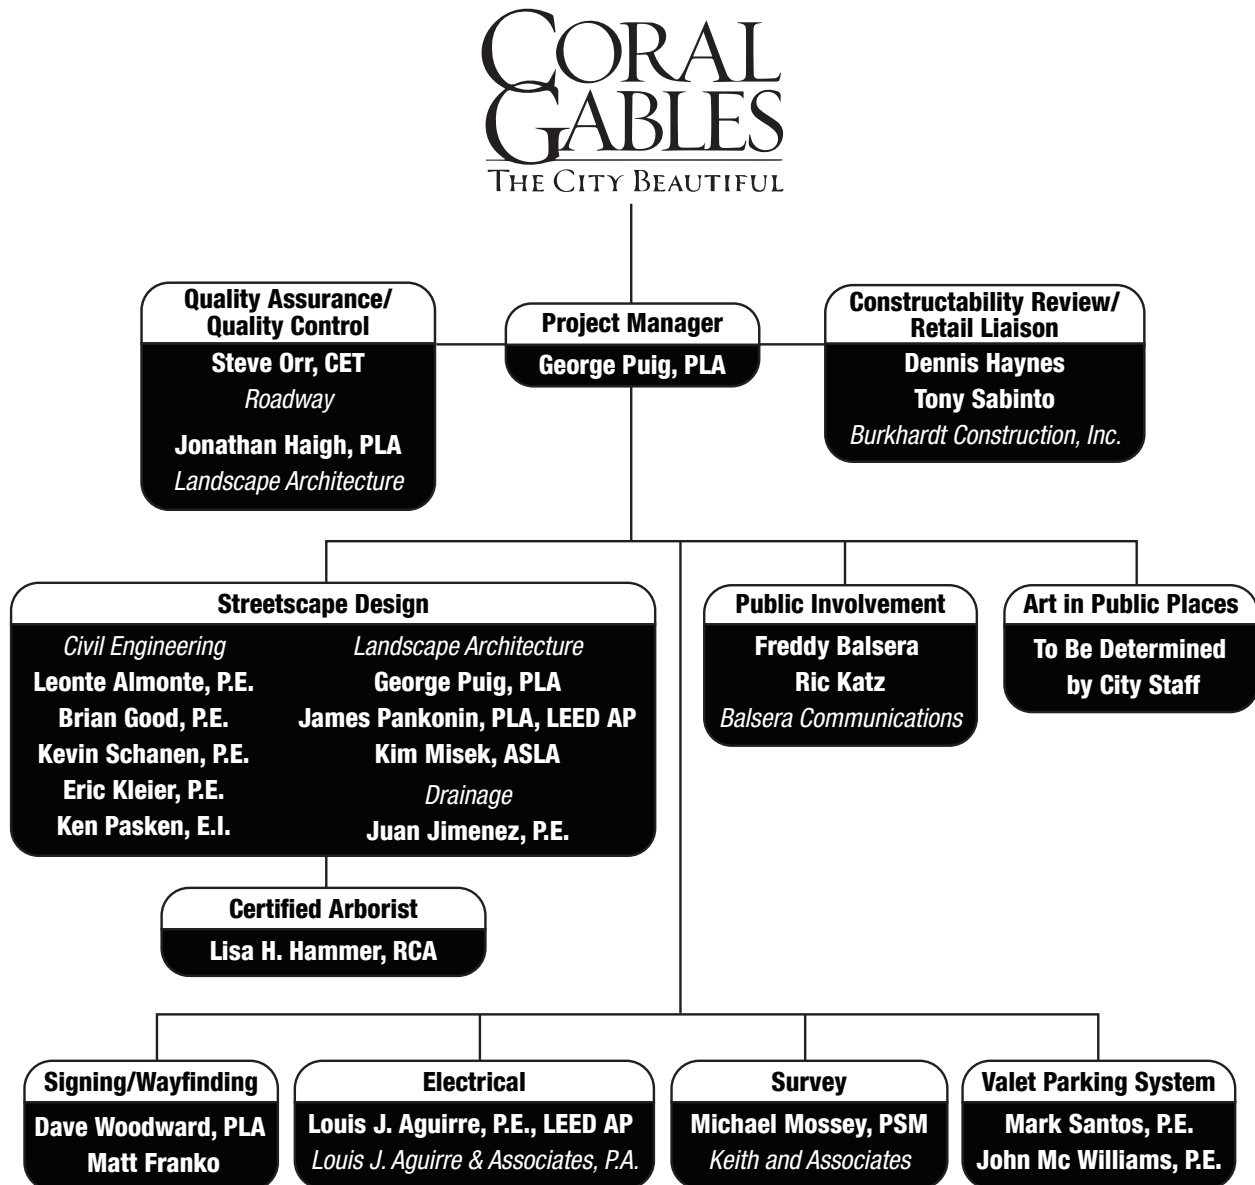 CORAL
GABLES
THE CITY BEAUTIFUL
Quality Assurance/
Quality Control
Steve Orr, CET
Roadway
Jonathan Haigh, PLA
Landscape Architecture
Project Manager
George Puig, PLA
Constructability Review/
Retail Liaison
Dennis Haynes
Tony Sabinto
Burkhardt Construction, Inc.
Streetscape Design
Civil Engineering
Leonte Almonte, P.E.
Brian Good, P.E.
Kevin Schanen, P.E.
Eric Kleier, P.E.
Ken Pasken, E.I.
Landscape Architecture
George Puig, PLA
James Pankonin, PLA, LEED AP
Kim Misek, ASLA
Drainage
Juan Jimenez, P.E.
Public Involvement
Freddy Balsera
Ric Katz
Balsera Communications
Art in Public Places
To Be Determined
by City Staff
Certified Arborist
Lisa H. Hammer, RCA
Signing/Wayfinding
Dave Woodward, PLA
Matt Franko
Electrical
Louis J. Aguirre, P.E., LEED AP
Louis J. Aguirre & Associates, P.A.
Survey
Michael Mossey, PSM
Keith and Associates
Valet Parking System
Mark Santos, P.E.
John Mc Williams, P.E.